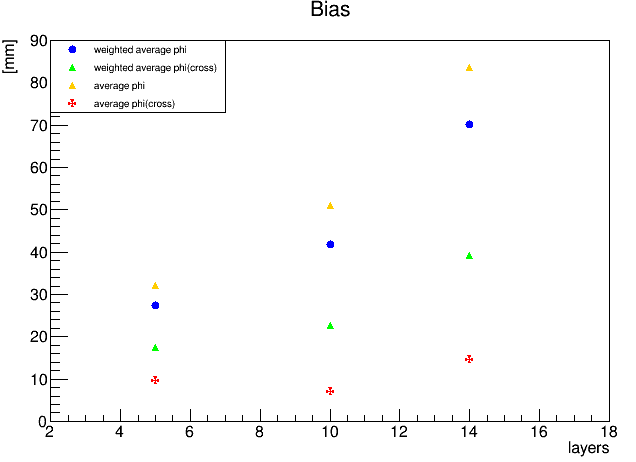 Bias
[mm]
90
80
70
60
50
40
30
20
10
0
weighted average phi
weighted average phi(cross)
average phi
average phi(cross)
2 4 6 8 10 12 14 16 18
layers